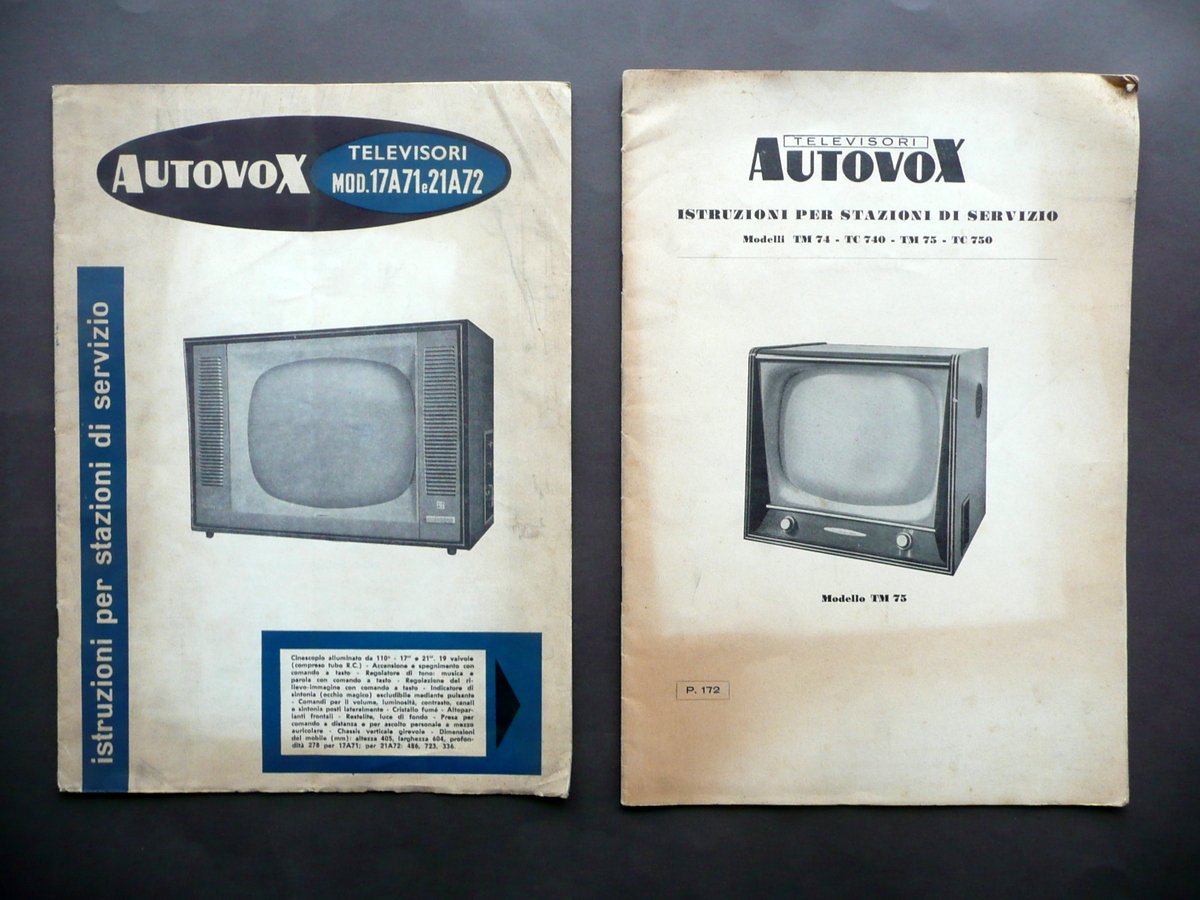 AUTOVOX
TELEVISORI
MOD. 17A71 e 21A72
istruzioni per stazioni di servizio
Cinescopio alluminato da 110° - 17" e 21". 19 valvole
(compreso tubo R.C.) - Accensione e spegnimento con
comando a tasto - Regolatore di tono: musica e
parola con comando a tasto - Regolazione del ri-
lievo-immagine con comando a tasto - Indicatore di
sintonia (occhio magico) escludibile mediante pulsante
- Comandi per il volume, luminosità, contrasto, canali
e sintonia posti lateralmente - Cristallo fumé - Altopar-
lanti frontali - Restelite, luce di fondo - Presa per
comando a distanza e per ascolto personale a mezzo
auricolare - Chassis verticale girevole - Dimensioni
del mobile (mm): altezza 405, larghezza 604, profon-
dità 278 per 17A71; per 21A72: 486, 723, 336.
TELEVISORI
AUTOVOX
ISTRUZIONI PER STAZIONI DI SERVIZIO
Modelli TM 74 - TC 740 - TM 75 - TC 750
Modello TM 75
P. 172